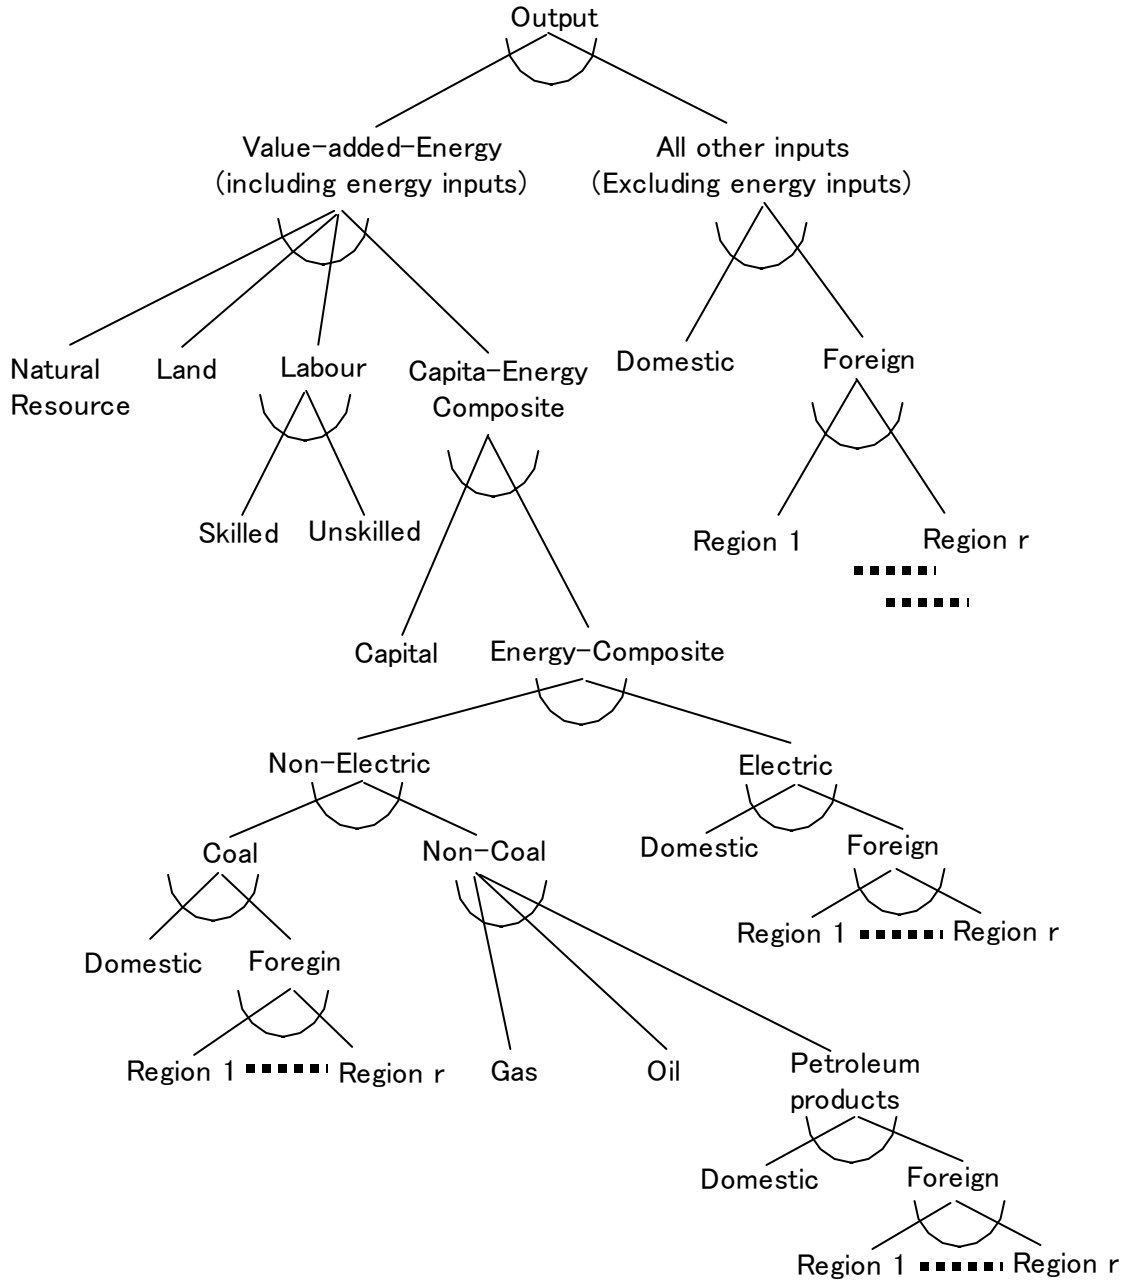 Output
Value-added-Energy
(including energy inputs)
All other inputs
(Excluding energy inputs)
Natural
Resource
Land
Labour
Capita-Energy
Composite
Domestic
Foreign
Skilled
Unskilled
Region 1
Region r
Capital
Energy-Composite
Non-Electric
Electric
Coal
Non-Coal
Domestic
Foreign
Region 1
Region r
Domestic
Foregin
Region 1
Region r
Gas
Oil
Petroleum
products
Domestic
Foreign
Region 1
Region r